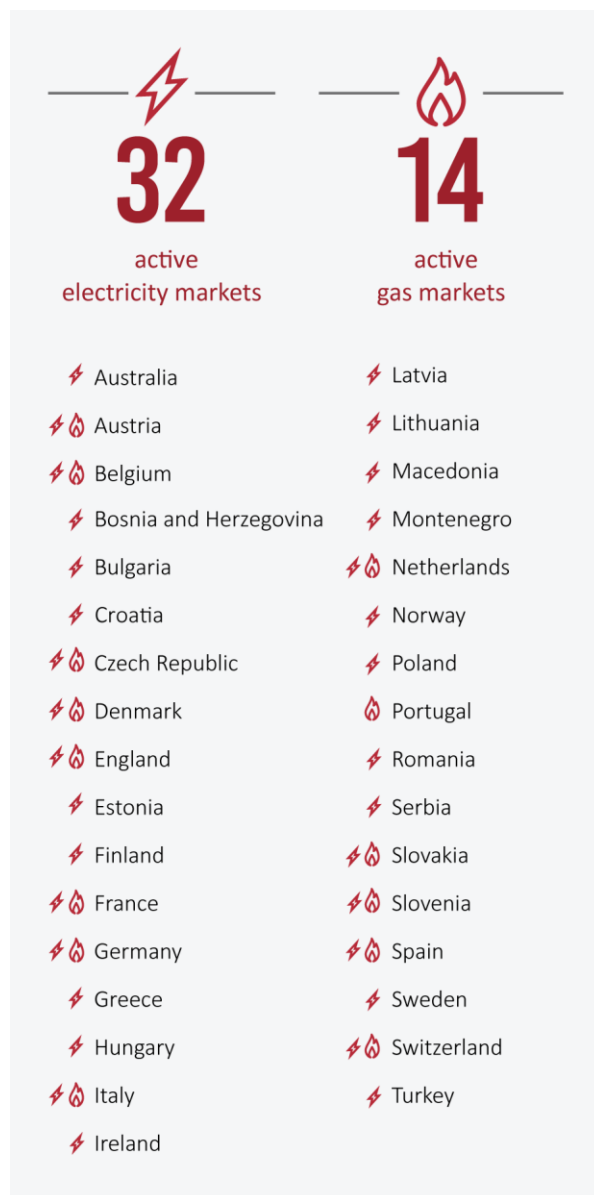 32
active
electricity markets
14
active
gas markets
Australia
Austria
Belgium
Bosnia and Herzegovina
Bulgaria
Croatia
Czech Republic
Denmark
England
Estonia
Finland
France
Germany
Greece
Hungary
Italy
Ireland
Latvia
Lithuania
Macedonia
Montenegro
Netherlands
Norway
Poland
Portugal
Romania
Serbia
Slovakia
Slovenia
Spain
Sweden
Switzerland
Turkey